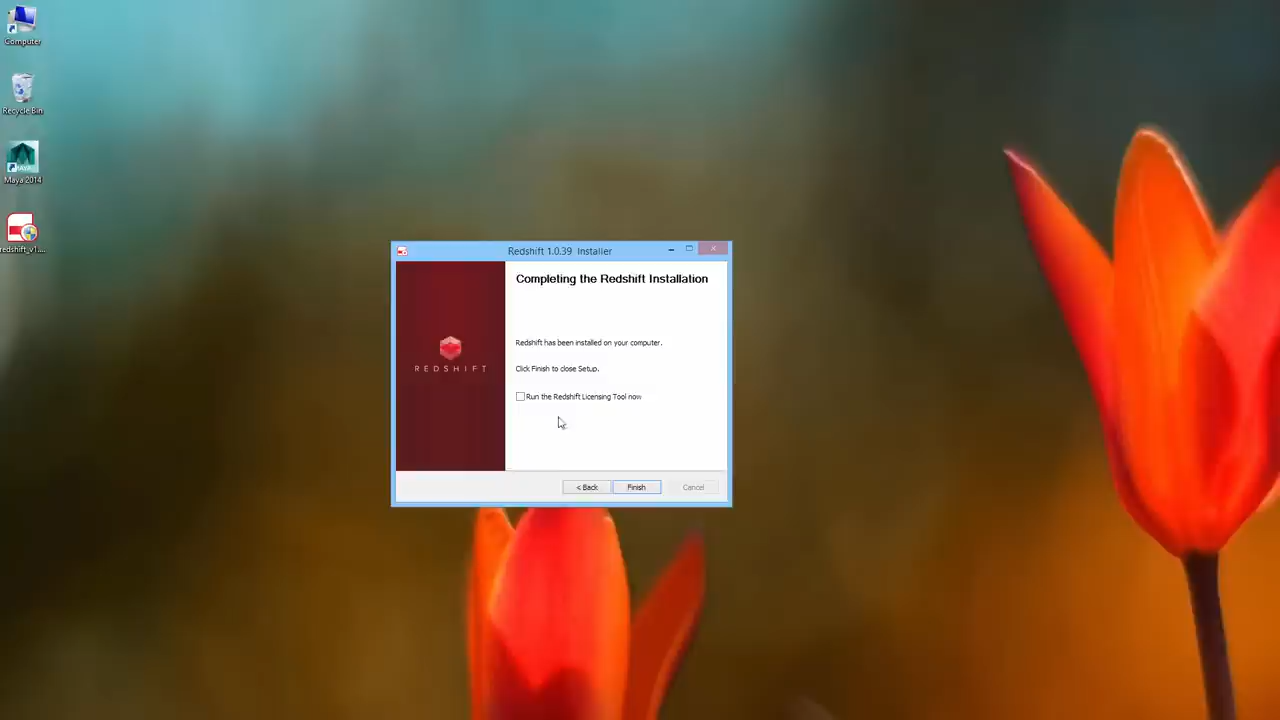 Computer
Recycle Bin
Maya 2014
redshift_v1....
Redshift 1.0.39 Installer
Completing the Redshift Installation
REDSHIFT
Redshift has been installed on your computer.
Click Finish to close Setup.
Run the Redshift Licensing Tool now
< Back
Finish
Cancel